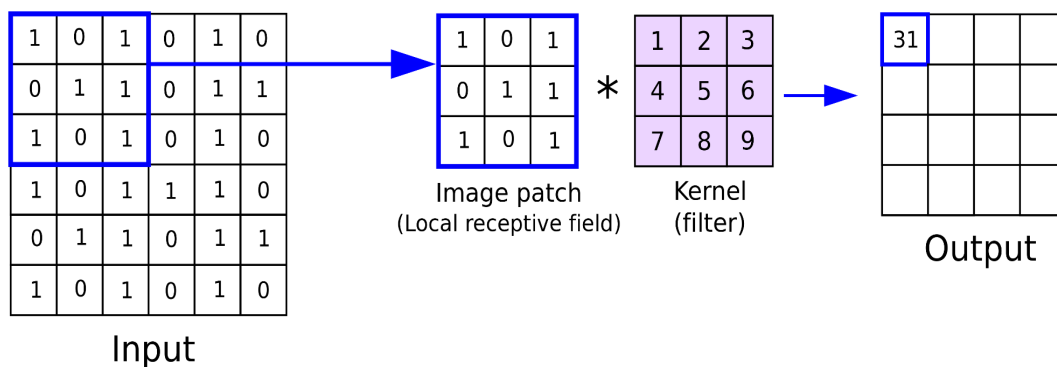 1 0 1 0 1 0
0 1 1 0 1 1
1 0 1 0 1 0
1 0 1 1 1 0
0 1 1 0 1 1
1 0 1 0 1 0
Input
1 0 1
0 1 1
1 0 1
Image patch
(Local receptive field)
*
1 2 3
4 5 6
7 8 9
Kernel
(filter)
31
Output